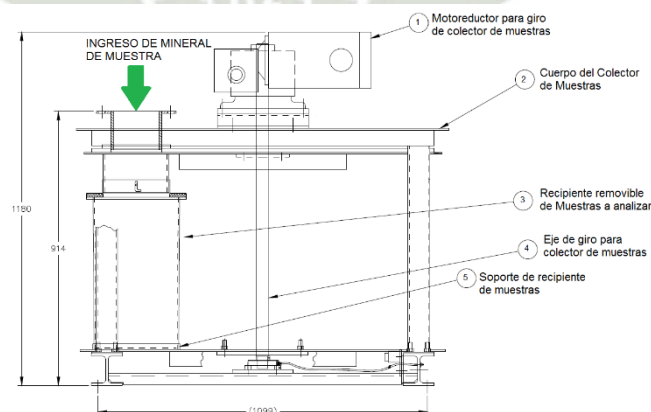 INGRESO DE MINERAL
DE MUESTRA
1 Motoreductor para giro
de colector de muestras
2 Cuerpo del Colector
de Muestras
3 Recipiente removible
de Muestras a analizar
4 Eje de giro para
colector de muestras
5 Soporte de recipiente
de muestras
1180
914
(1099)